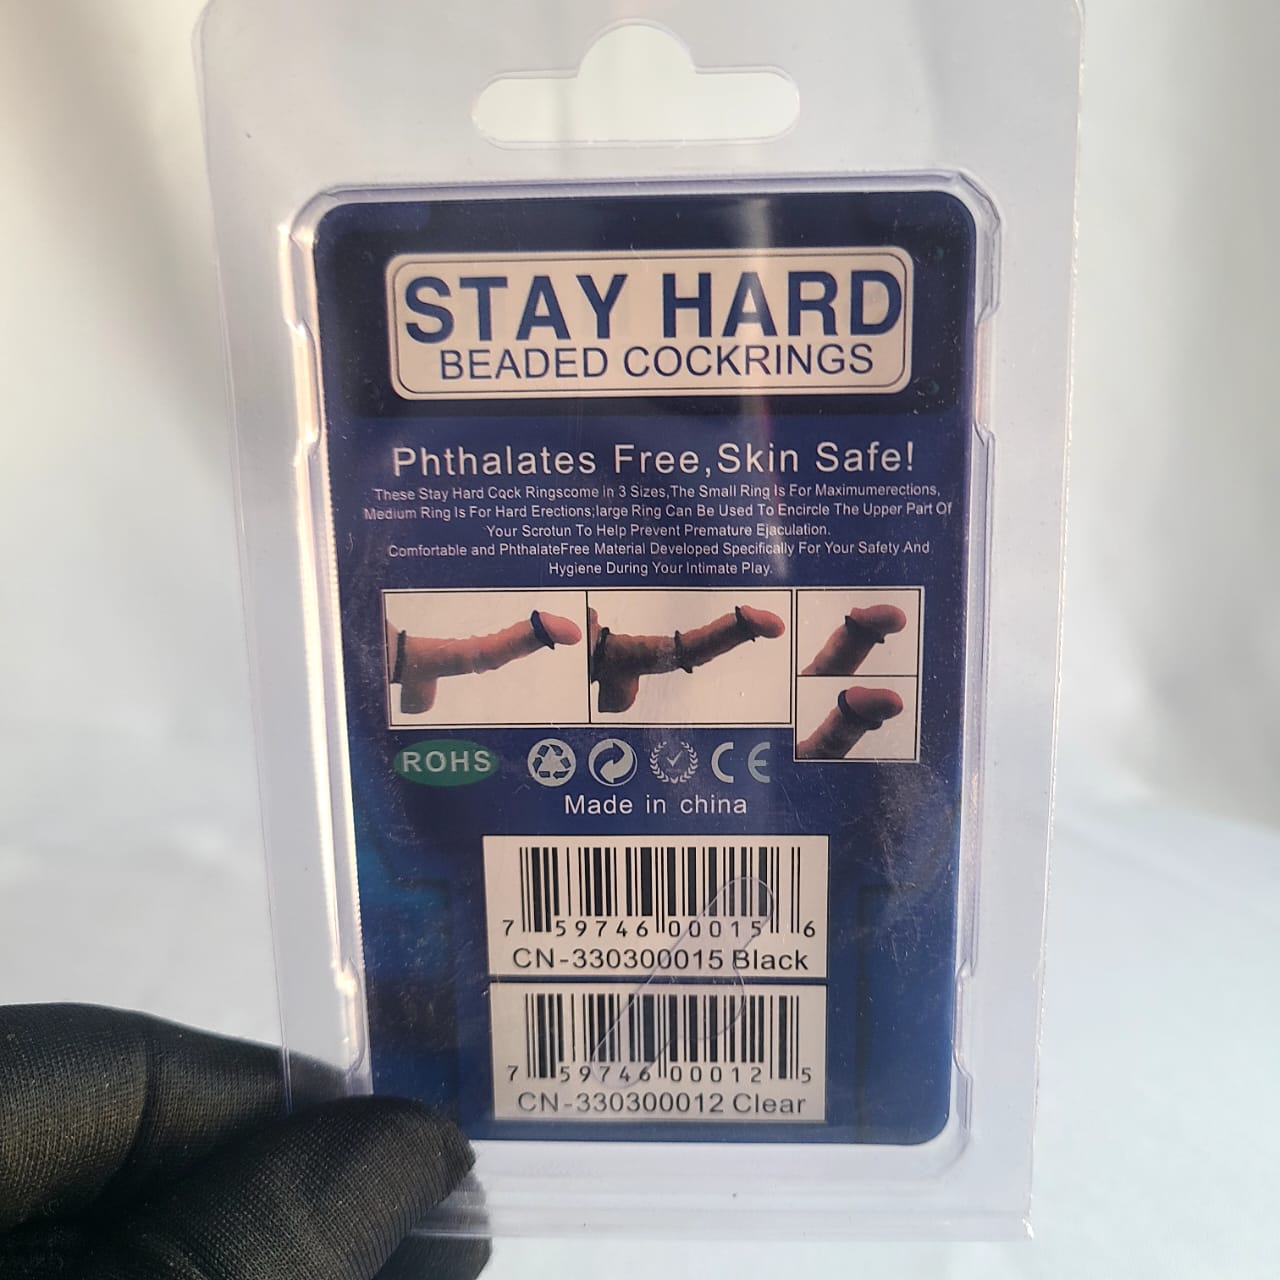 STAY HARD
BEADED COCKRINGS
Phthalates Free,Skin Safe!
These Stay Hard Cock Ringscome In 3 Sizes,The Small Ring Is For Maximumerections,
Medium Ring Is For Hard Erections;large Ring Can Be Used To Encircle The Upper Part Of
Your Scrotun To Help Prevent Premature Ejaculation.
Comfortable and PhthalateFree Material Developed Specifically For Your Safety And
Hygiene During Your Intimate Play.
ROHS CE
Made in china
7 59746 00015 6
CN-330300015 Black
7 59746 00012 5
CN-330300012 Clear